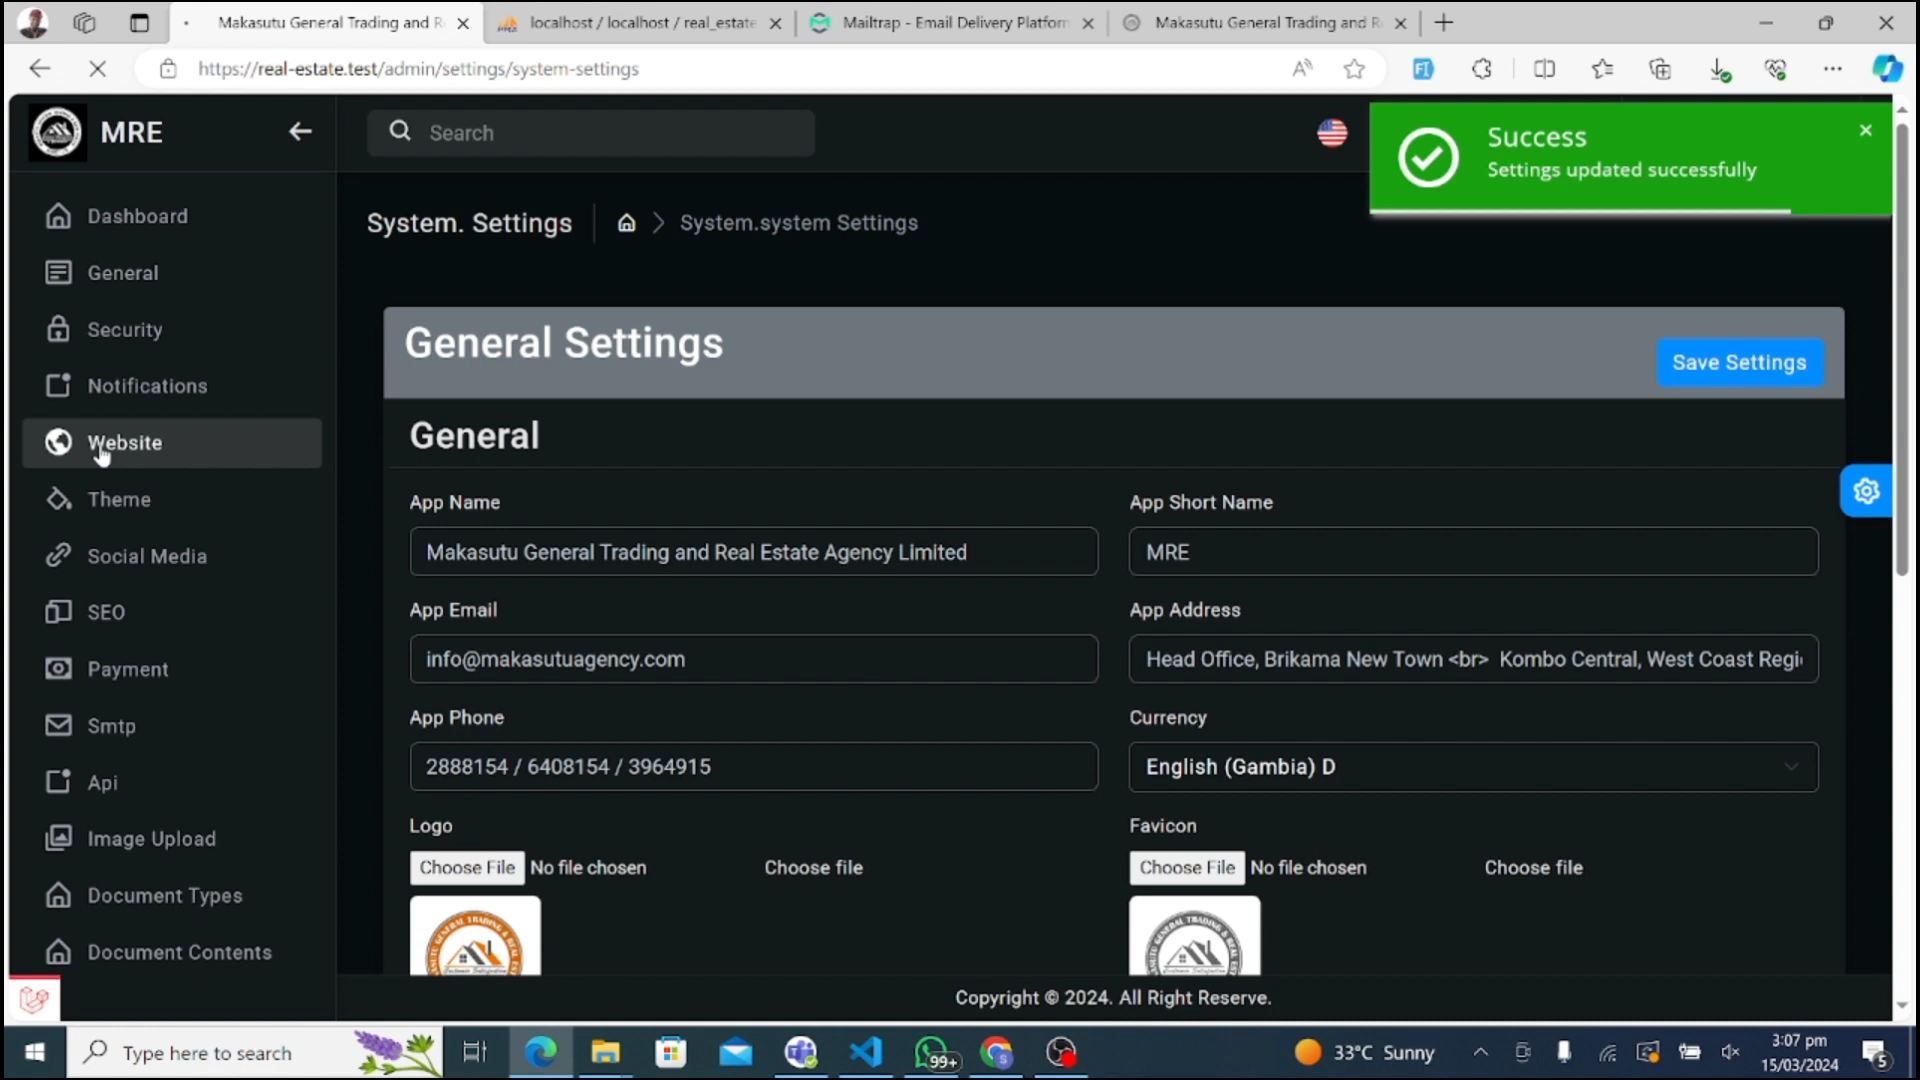 Makasutu General Trading and Re
localhost / localhost / real_estate
Mailtrap - Email Delivery Platform
Makasutu General Trading and Re
https://real-estate.test/admin/settings/system-settings
MRE
Search
Success
Settings updated successfully
System. Settings
System.system Settings
Dashboard
General
Security
Notifications
Website
Theme
Social Media
SEO
Payment
Smtp
Api
Image Upload
Document Types
Document Contents
General Settings
Save Settings
General
App Name
App Short Name
Makasutu General Trading and Real Estate Agency Limited
MRE
App Email
App Address
info@makasutuagency.com
Head Office, Brikama New Town <br> Kombo Central, West Coast Regi
App Phone
Currency
2888154 / 6408154 / 3964915
English (Gambia) D
Logo
Favicon
Choose File No file chosen
Choose file
Choose File No file chosen
Choose file
Copyright © 2024. All Right Reserve.
Type here to search
99+
33°C Sunny
3:07 pm
15/03/2024
5